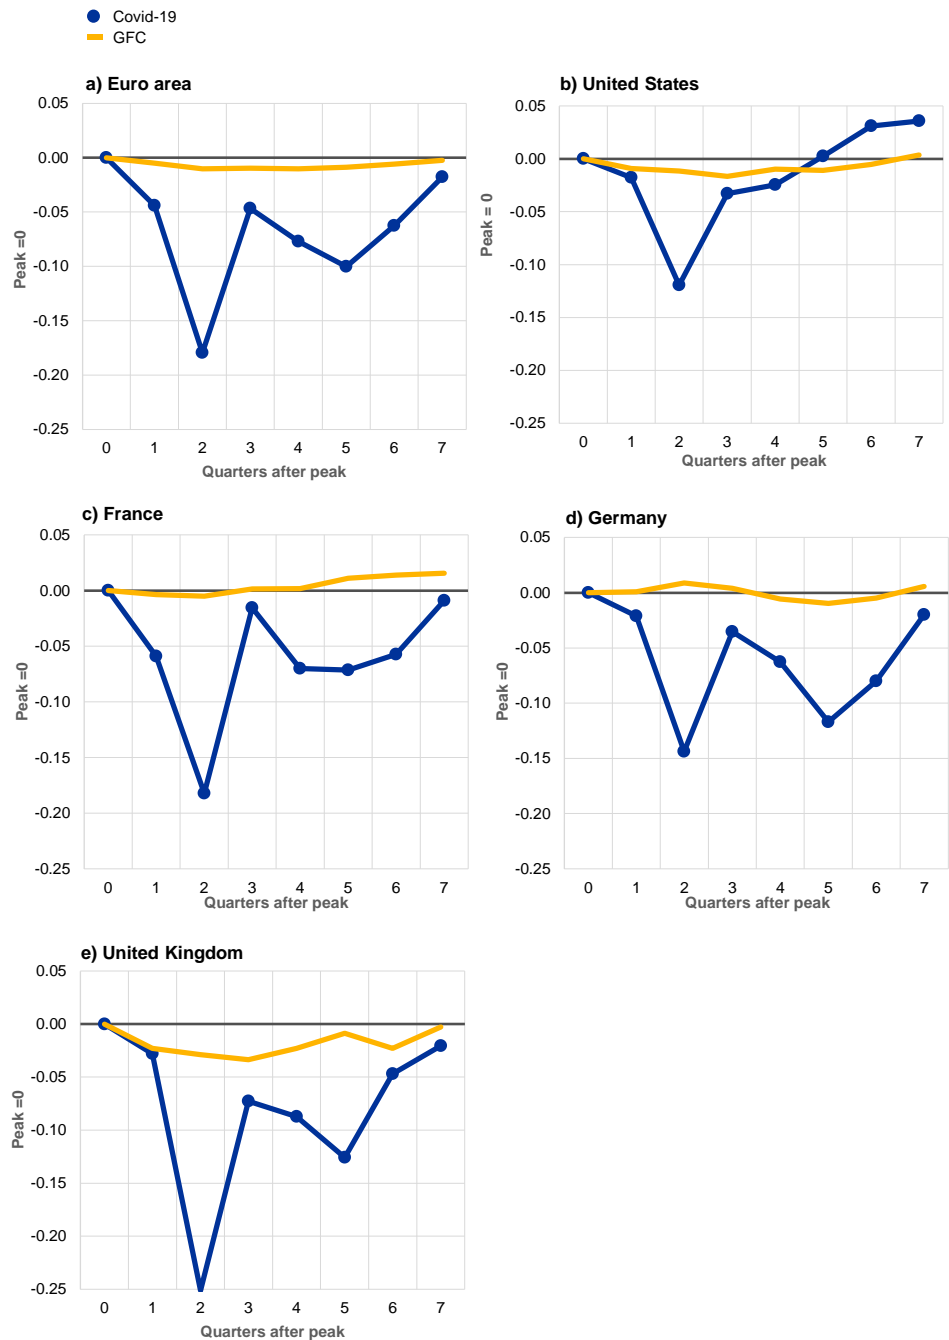 Covid-19
GFC
a) Euro area
0.05
0.00
-0.05
-0.10
-0.15
-0.20
-0.25
Peak =0
0 1 2 3 4 5 6 7
Quarters after peak
b) United States
0.05
0.00
-0.05
-0.10
-0.15
-0.20
-0.25
Peak = 0
0 1 2 3 4 5 6 7
Quarters after peak
c) France
0.05
0.00
-0.05
-0.10
-0.15
-0.20
-0.25
Peak =0
0 1 2 3 4 5 6 7
Quarters after peak
d) Germany
0.05
0.00
-0.05
-0.10
-0.15
-0.20
-0.25
Peak =0
0 1 2 3 4 5 6 7
Quarters after peak
e) United Kingdom
0.05
0.00
-0.05
-0.10
-0.15
-0.20
-0.25
Peak =0
0 1 2 3 4 5 6 7
Quarters after peak